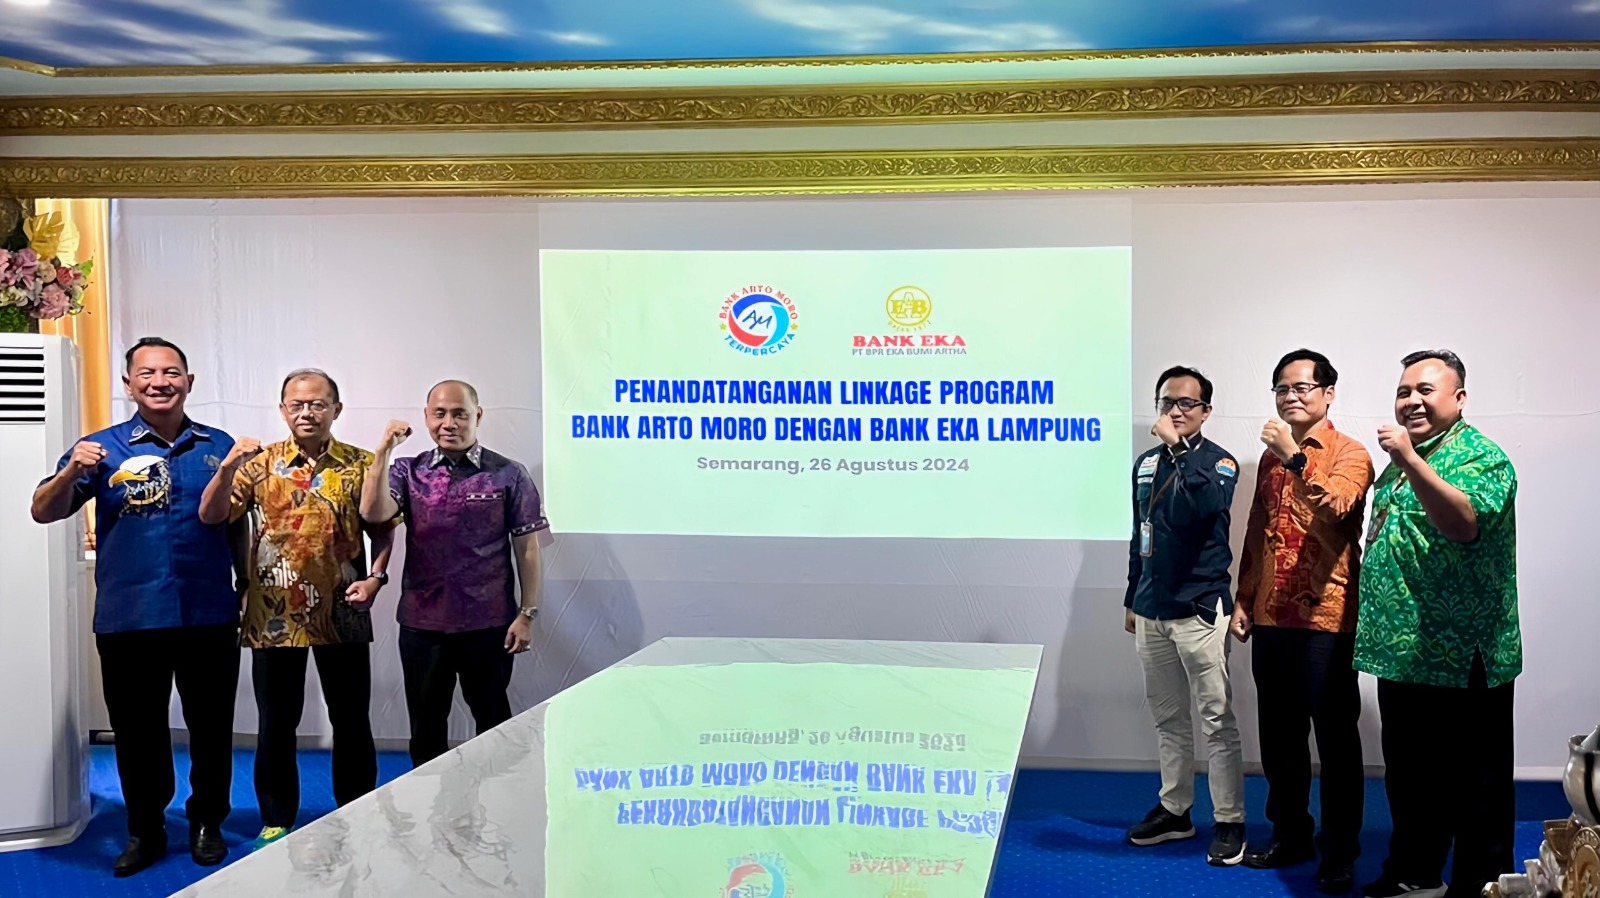 BANK ARTO MORO
AM
TERPERCAYA
EAB
BANK EKA
PT BPR EKA BUMI ARTHA
PENANDATANGANAN LINKAGE PROGRAM
BANK ARTO MORO DENGAN BANK EKA LAMPUNG
Semarang, 26 Agustus 2024